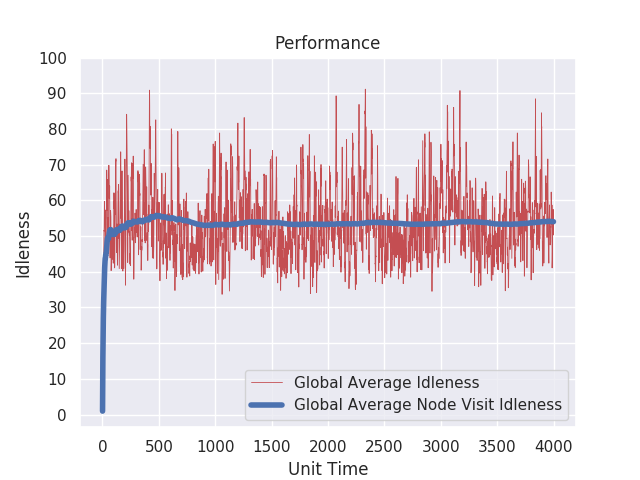 Performance
100
90
80
70
60
50
40
30
20
10
0
Idleness
Global Average Idleness
Global Average Node Visit Idleness
0 500 1000 1500 2000 2500 3000 3500 4000
Unit Time